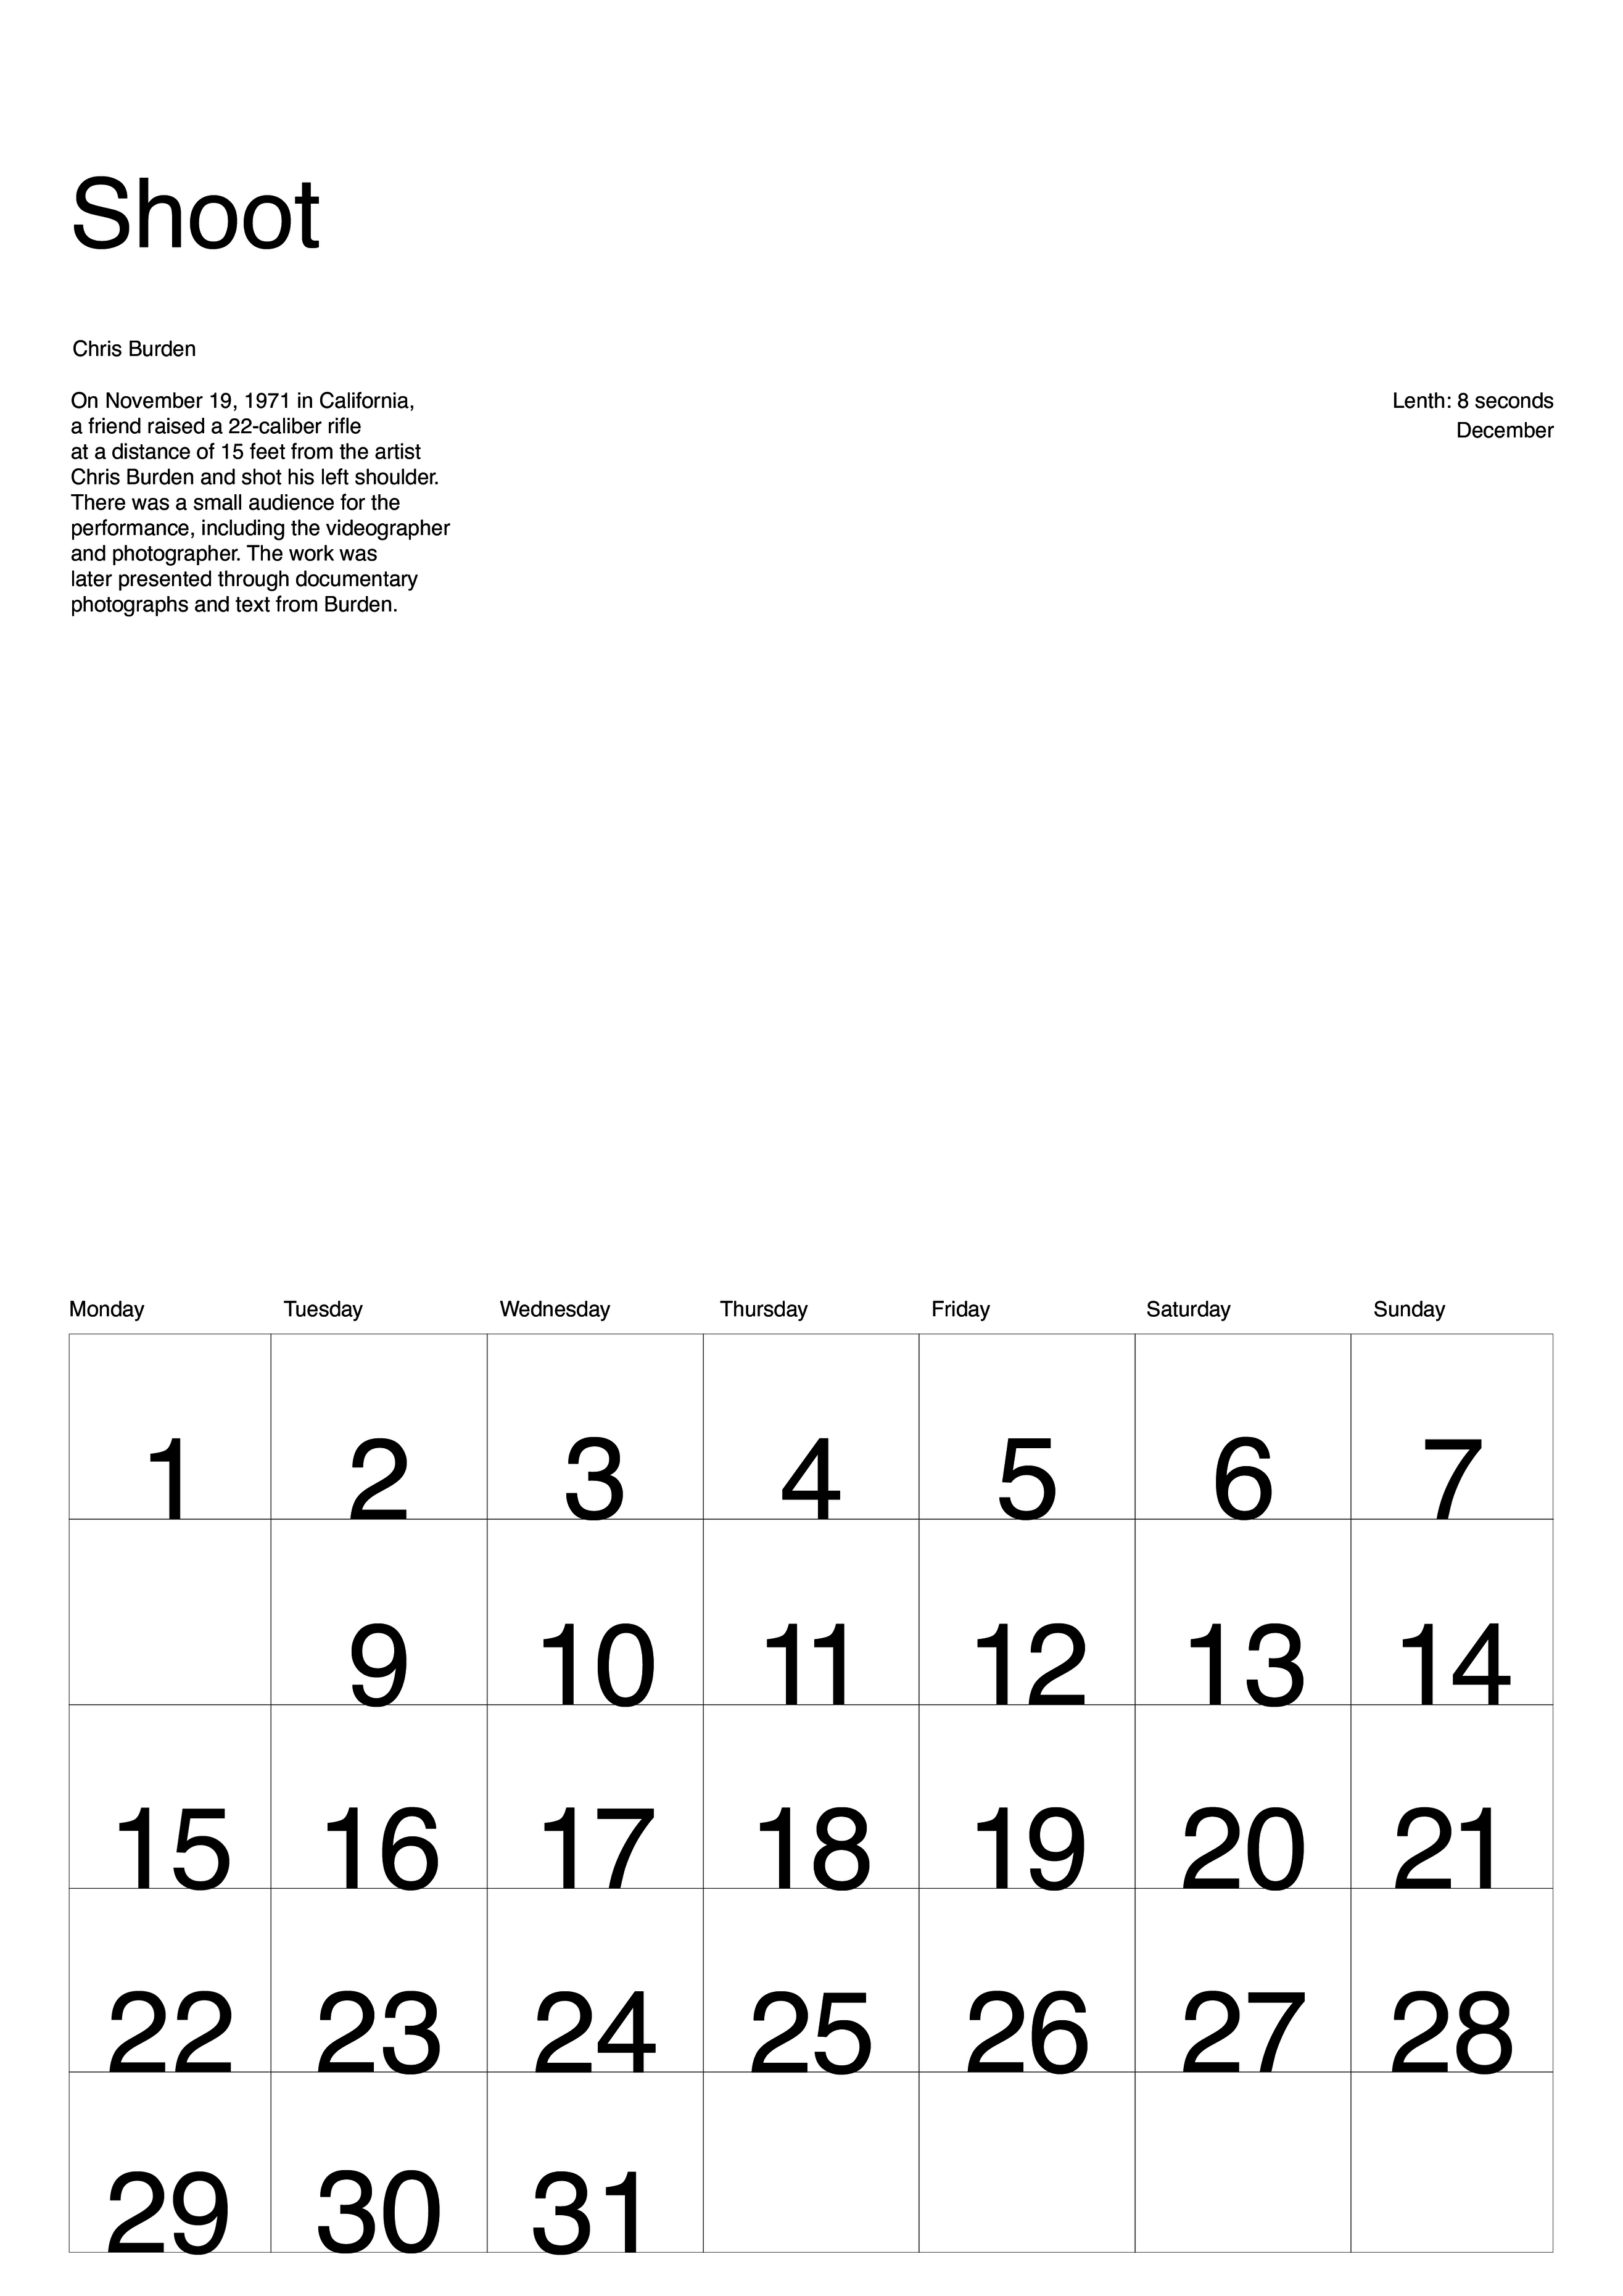 Shoot
Chris Burden
On November 19, 1971 in California,
a friend raised a 22-caliber rifle
at a distance of 15 feet from the artist
Chris Burden and shot his left shoulder.
There was a small audience for the
performance, including the videographer
and photographer. The work was
later presented through documentary
photographs and text from Burden.
Lenth: 8 seconds
December
Monday Tuesday Wednesday Thursday Friday Saturday Sunday
1 2 3 4 5 6 7
9 10 11 12 13 14
15 16 17 18 19 20 21
22 23 24 25 26 27 28
29 30 31